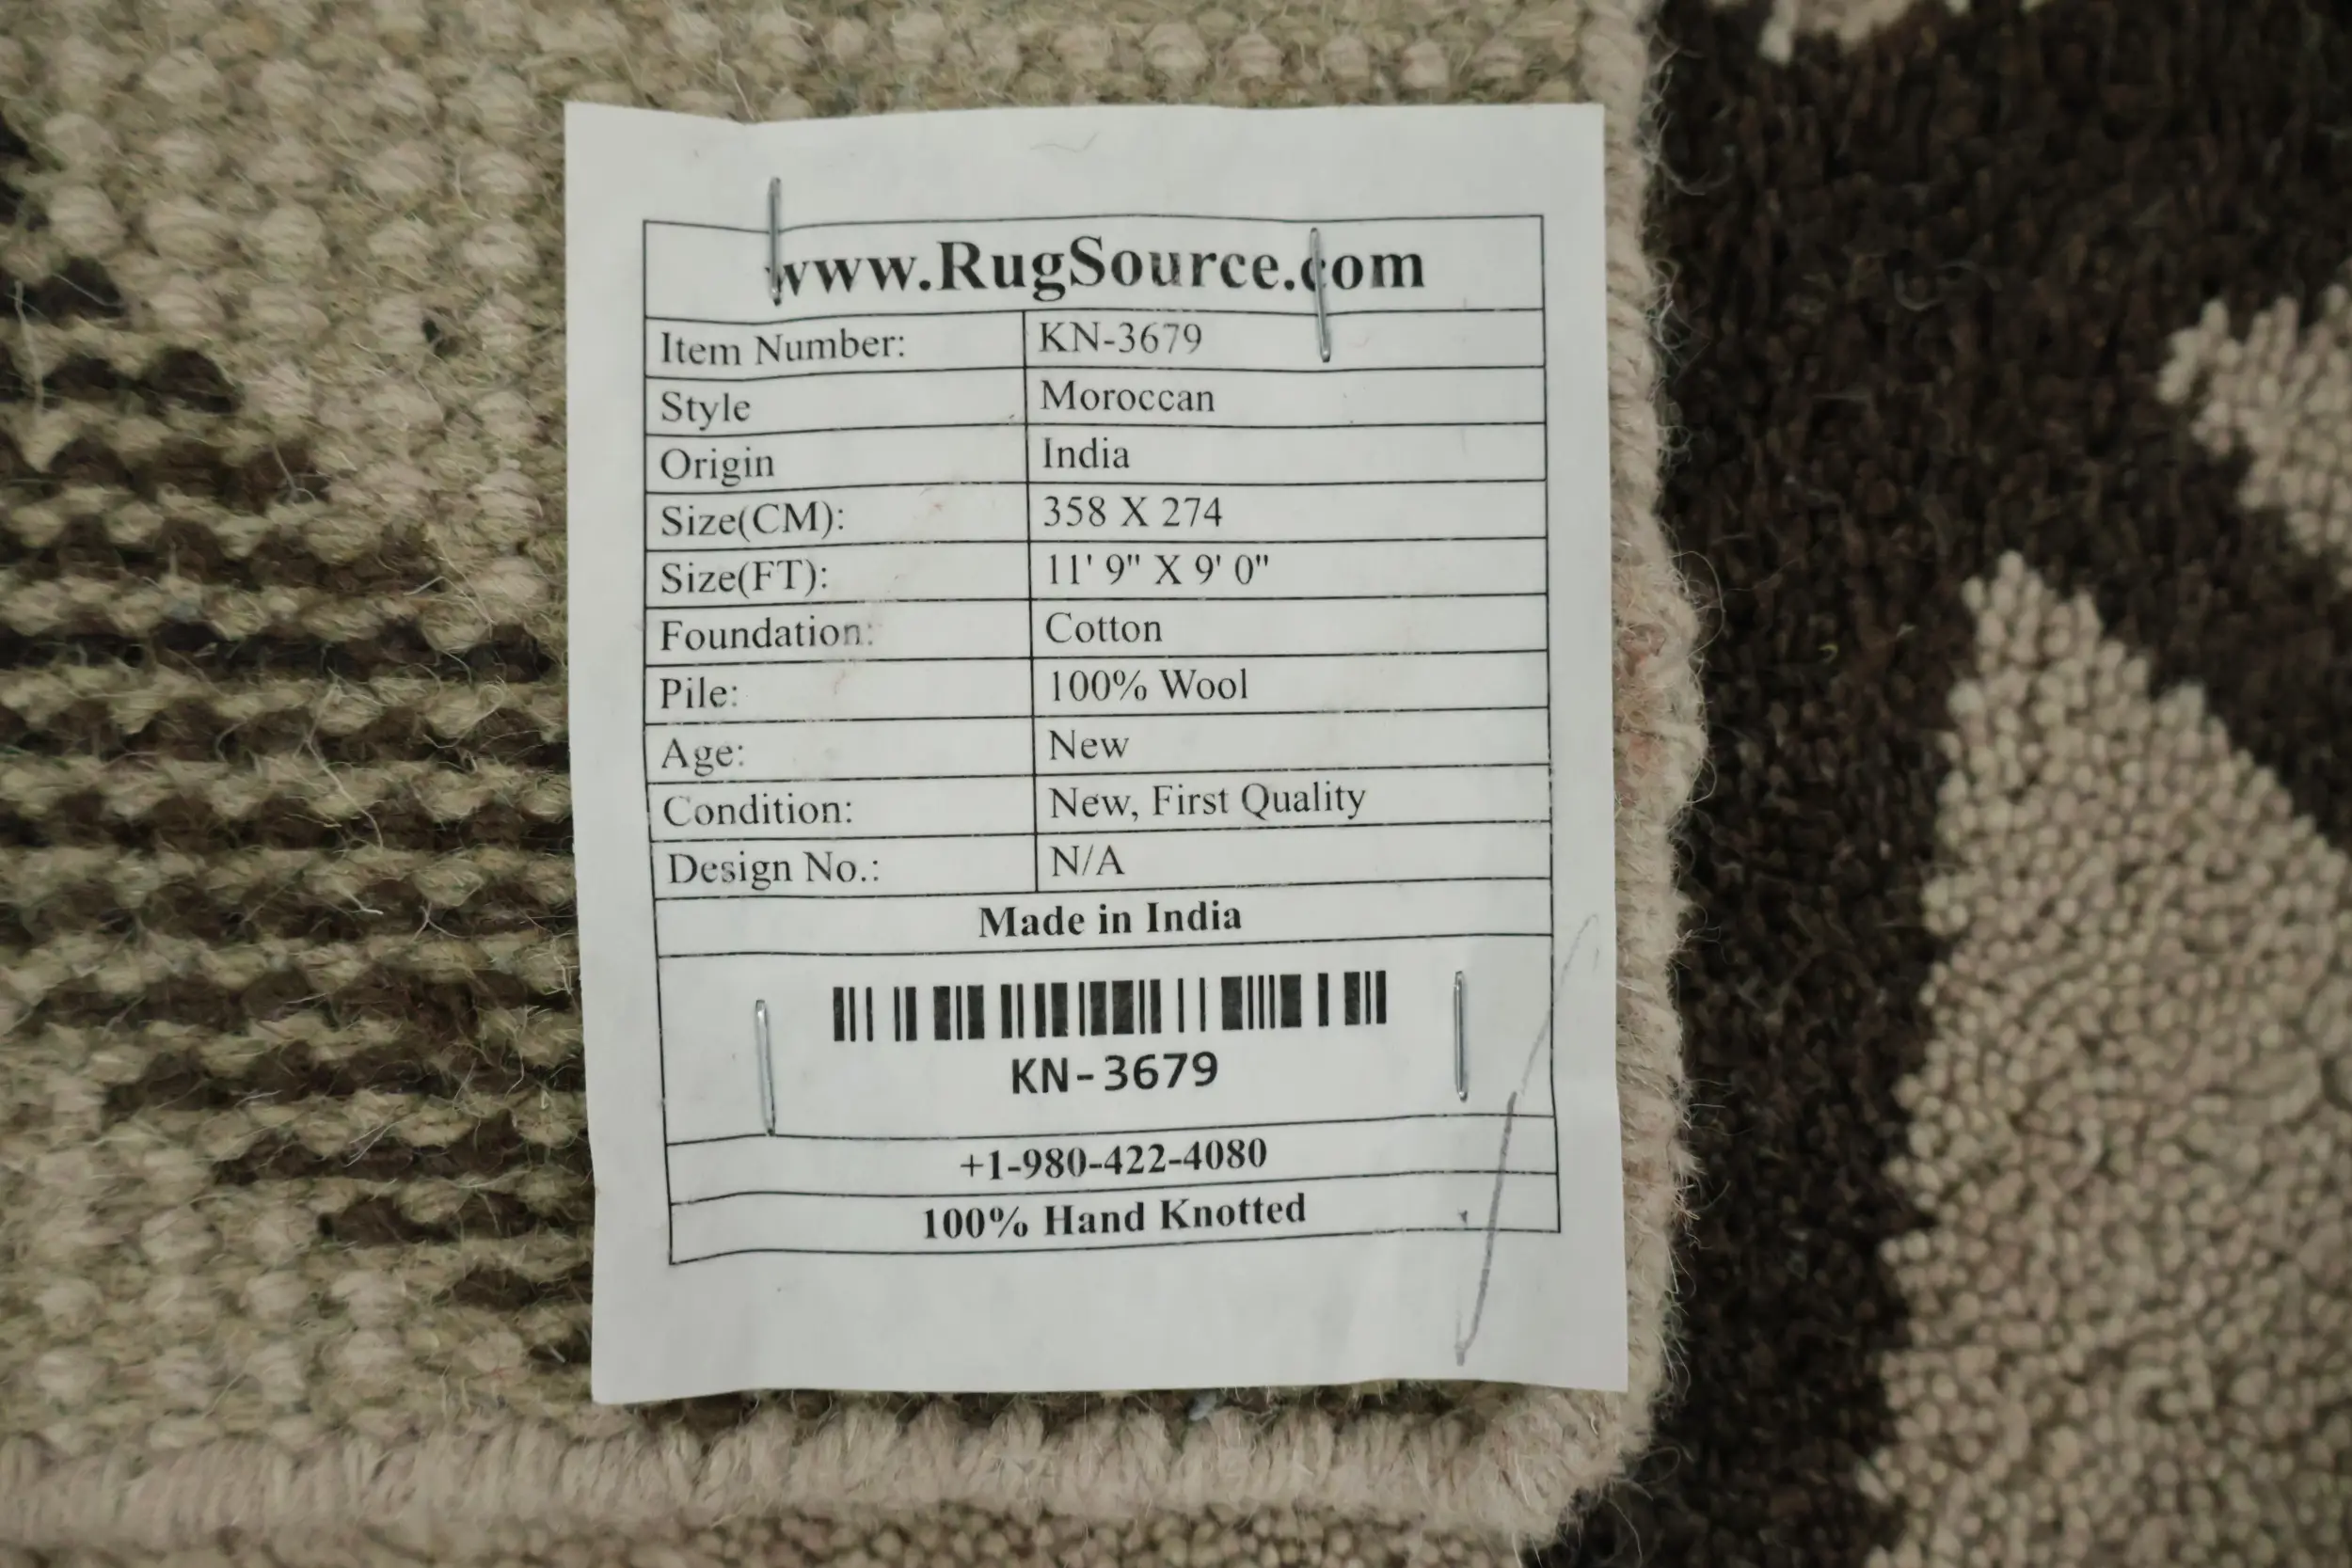 www.RugSource.com
Item Number: KN-3679
Style Moroccan
Origin India
Size(CM): 358 X 274
Size(FT): 11' 9" X 9' 0"
Foundation: Cotton
Pile: 100% Wool
Age: New
Condition: New, First Quality
Design No.: N/A
Made in India
KN-3679
+1-980-422-4080
100% Hand Knotted